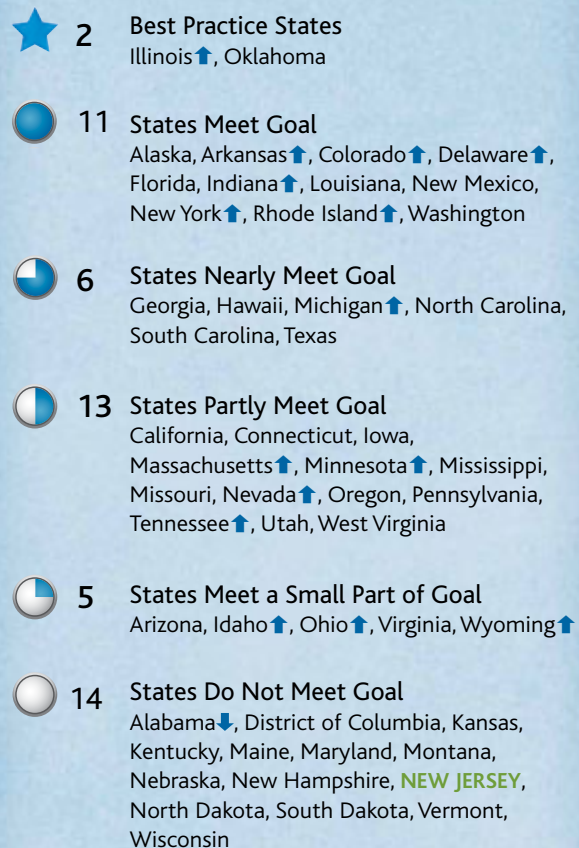 2 Best Practice States
Illinois⬆, Oklahoma
11 States Meet Goal
Alaska, Arkansas⬆, Colorado⬆, Delaware⬆,
Florida, Indiana⬆, Louisiana, New Mexico,
New York⬆, Rhode Island⬆, Washington
6 States Nearly Meet Goal
Georgia, Hawaii, Michigan⬆, North Carolina,
South Carolina, Texas
13 States Partly Meet Goal
California, Connecticut, Iowa,
Massachusetts⬆, Minnesota⬆, Mississippi,
Missouri, Nevada⬆, Oregon, Pennsylvania,
Tennessee⬆, Utah, West Virginia
5 States Meet a Small Part of Goal
Arizona, Idaho⬆, Ohio⬆, Virginia, Wyoming⬆
14 States Do Not Meet Goal
Alabama⬇, District of Columbia, Kansas,
Kentucky, Maine, Maryland, Montana,
Nebraska, New Hampshire, NEW JERSEY,
North Dakota, South Dakota, Vermont,
Wisconsin